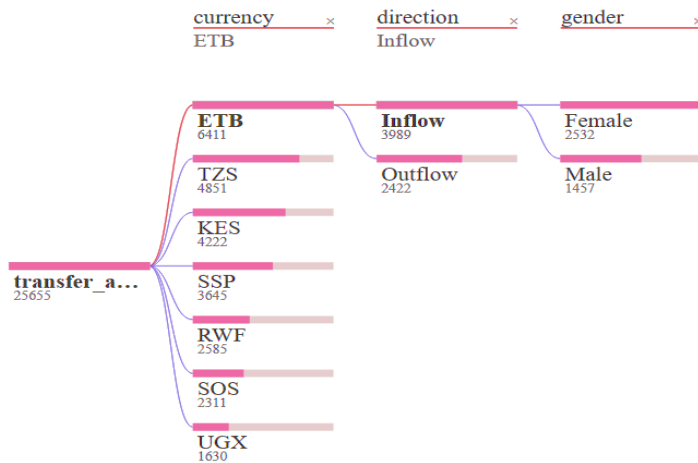 currency × direction × gender ×
ETB Inflow
ETB Inflow Female
6411 3989 2532
TZS Outflow Male
4851 2422 1457
KES
4222
transfer_a... SSP
25655 3645
RWF
2585
SOS
2311
UGX
1630